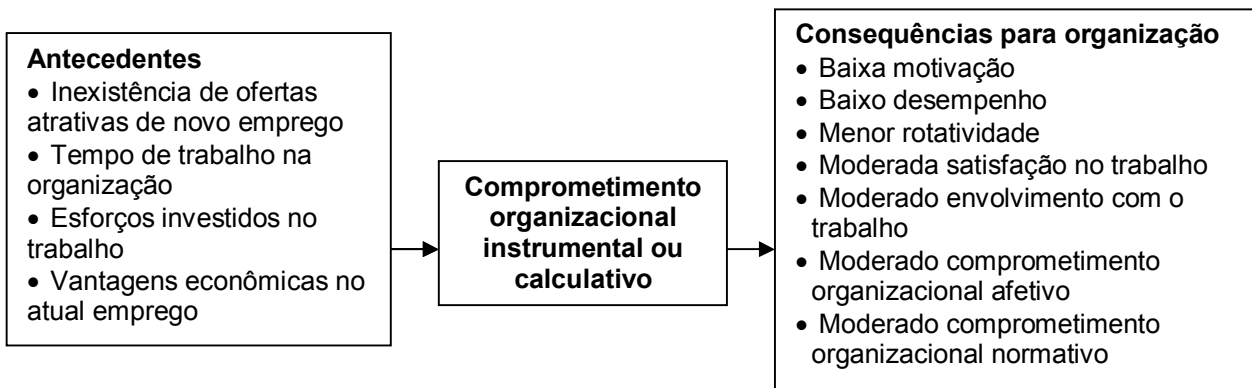 Antecedentes
• Inexistência de ofertas
atrativas de novo emprego
• Tempo de trabalho na
organização
• Esforços investidos no
trabalho
• Vantagens econômicas no
atual emprego
Comprometimento
organizacional
instrumental ou
calculativo
Consequências para organização
• Baixa motivação
• Baixo desempenho
• Menor rotatividade
• Moderada satisfação no trabalho
• Moderado envolvimento com o
trabalho
• Moderado comprometimento
organizacional afetivo
• Moderado comprometimento
organizacional normativo